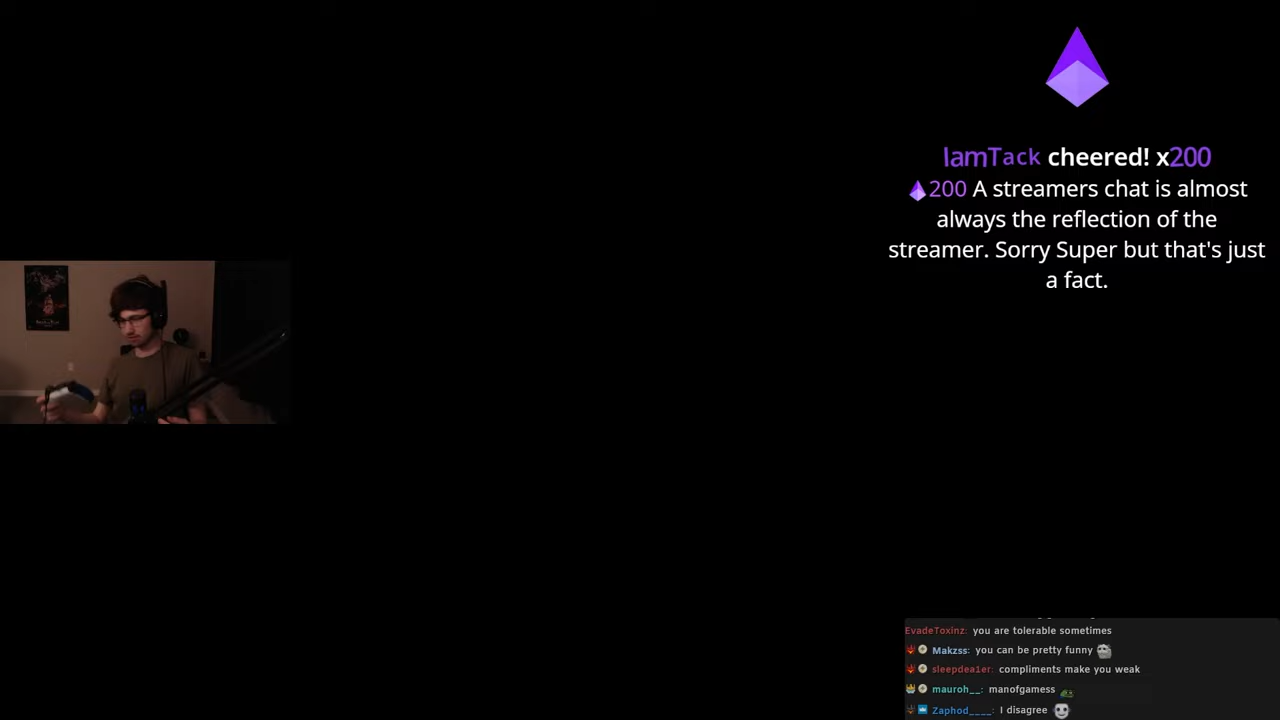 IamTack cheered! x200
200 A streamers chat is almost
always the reflection of the
streamer. Sorry Super but that's just
a fact.
EvadeToxinz: you are tolerable sometimes
Makzss: you can be pretty funny
sleepdea1er: compliments make you weak
mauroh__: manofgamess
Zaphod____: I disagree